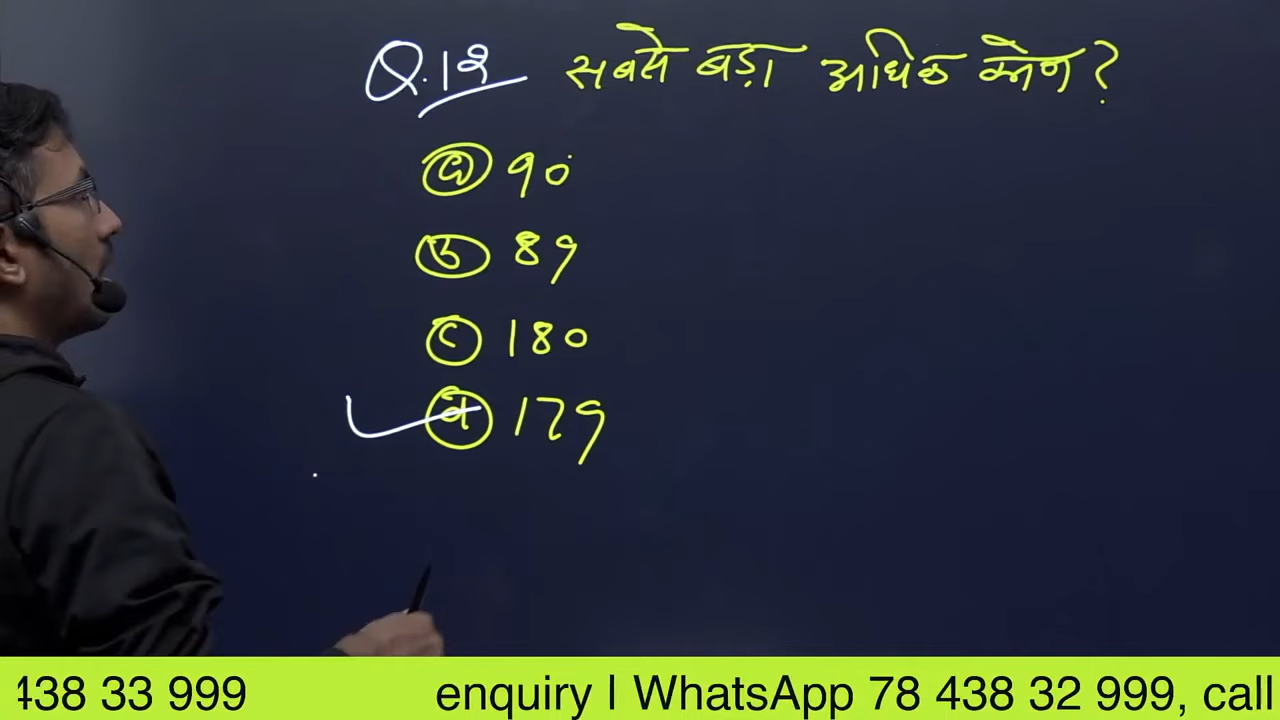 Q.12 सबसे बड़ा अधिक कोण ?
(a) 90
(b) 89
(c) 180
(d) 179
438 33 999 enquiry | WhatsApp 78 438 32 999, call